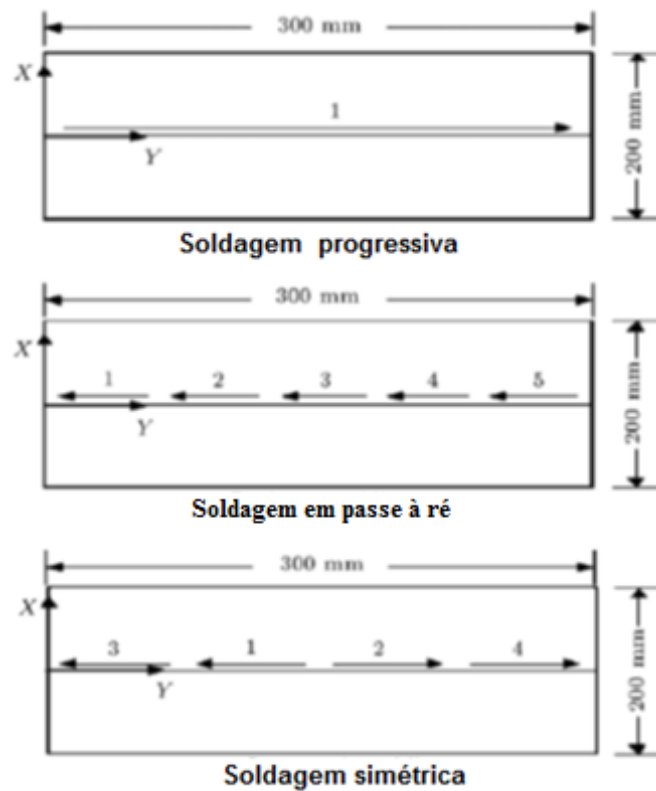 300 mm
X
1
Y
200 mm
Soldagem progressiva
300 mm
X
1 2 3 4 5
Y
200 mm
Soldagem em passe à ré
300 mm
X
3 1 2 4
Y
200 mm
Soldagem simétrica